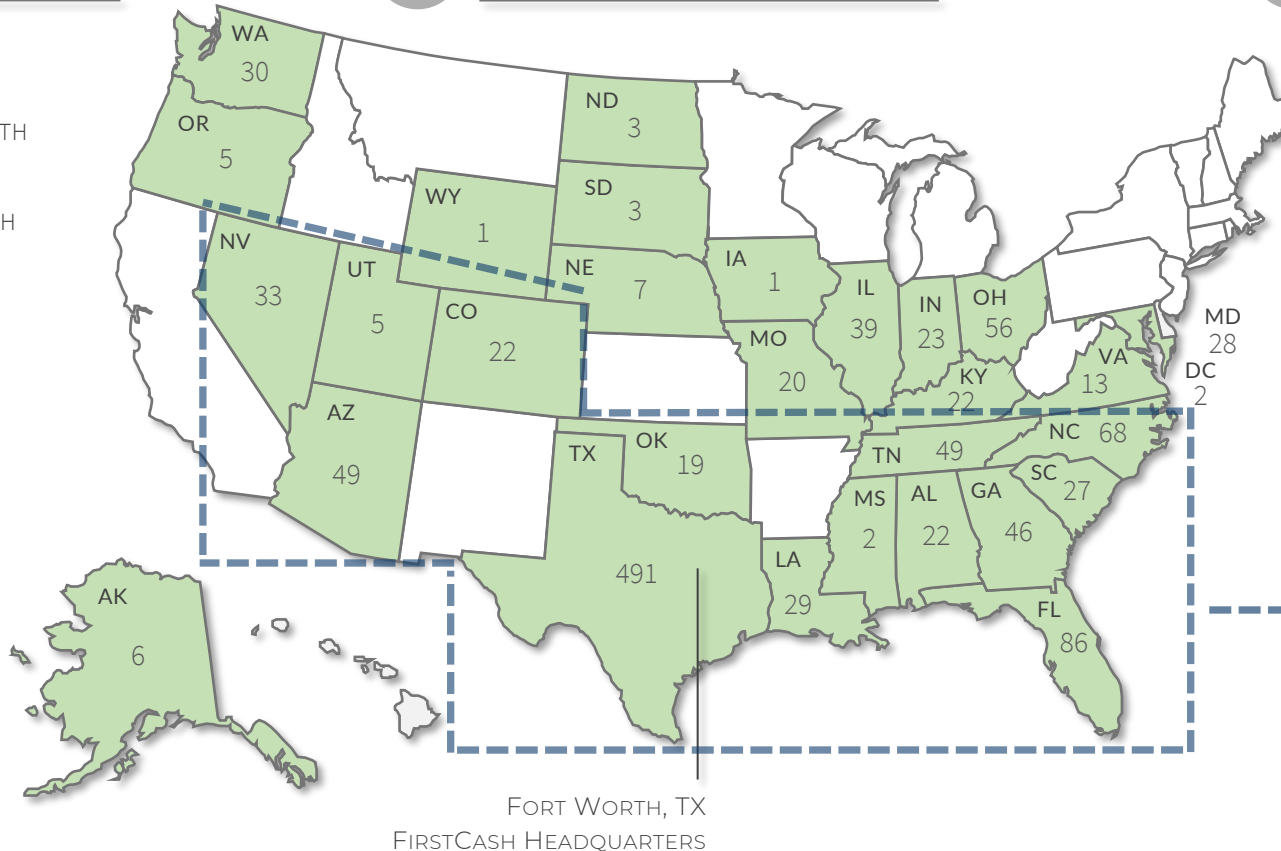 WA
30
TH
ND
3
OR
5
SD
3
WY
1
H
NV
33
UT
5
IA
1
NE
7
CO
22
IL
39
IN
23
OH
56
MD
28
MO
20
VA
13
DC
2
KY
22
AZ
49
NC 68
OK
19
TX
TN 49
SC
27
MS
2
AL
22
GA
46
LA
29
491
AK
6
FL
86
Fort Worth, TX
FirstCash Headquarters